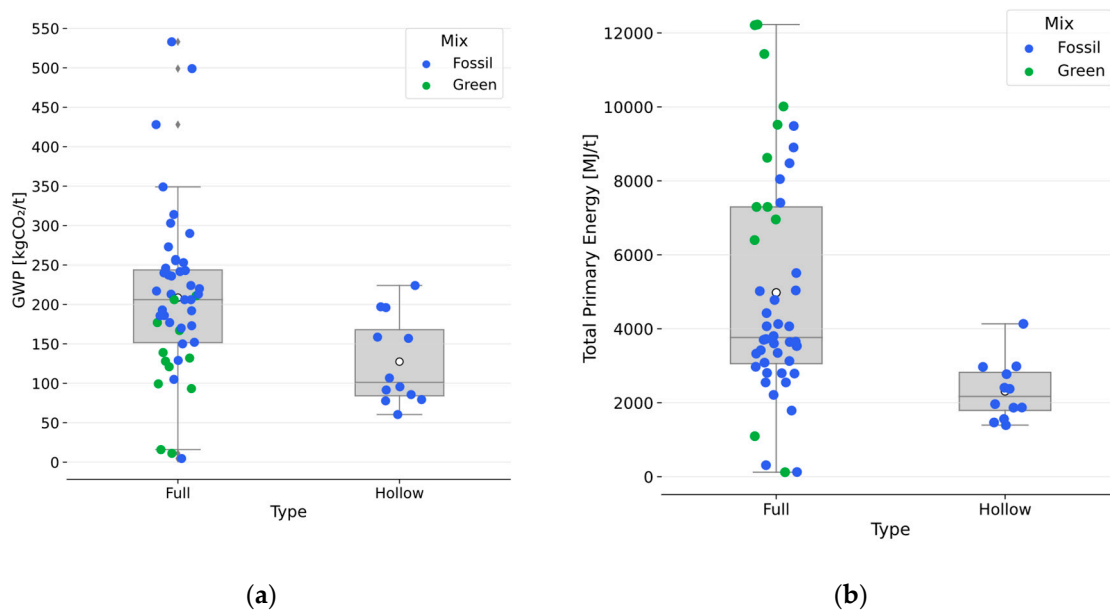 Mix
Fossil
Green
550
500
450
400
350
300
250
200
150
100
50
0
GWP [kgCO₂/t]
Full
Hollow
Type
(a)
Mix
Fossil
Green
12000
10000
8000
6000
4000
2000
0
Total Primary Energy [MJ/t]
Full
Hollow
Type
(b)